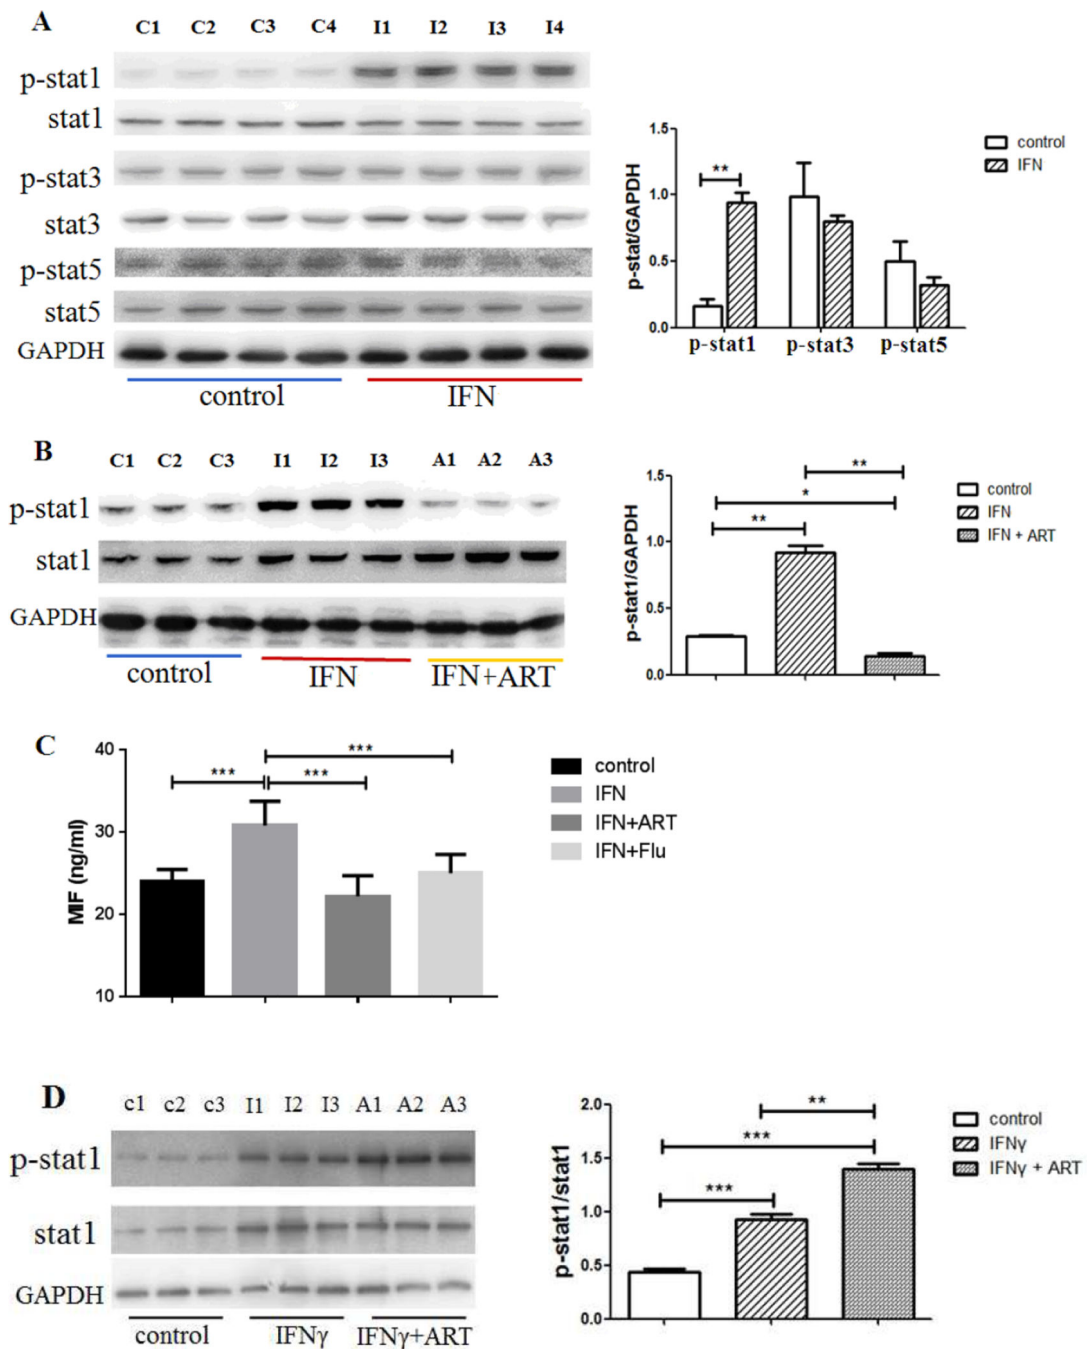 A
C1 C2 C3 C4 I1 I2 I3 I4
p-stat1
stat1
p-stat3
stat3
p-stat5
stat5
GAPDH
control IFN
p-stat/GAPDH
1.5
1.0
0.5
0.0
**
p-stat1 p-stat3 p-stat5
control
IFN
B
C1 C2 C3 I1 I2 I3 A1 A2 A3
p-stat1
stat1
GAPDH
control IFN IFN+ART
p-stat1/GAPDH
1.5
1.0
0.5
0.0
**
*
**
control
IFN
IFN + ART
C
MIF (ng/ml)
40
30
20
10
***
***
***
control
IFN
IFN+ART
IFN+Flu
D
c1 c2 c3 I1 I2 I3 A1 A2 A3
p-stat1
stat1
GAPDH
control IFNγ IFNγ+ART
p-stat1/stat1
2.0
1.5
1.0
0.5
0.0
**
***
***
control
IFNγ
IFNγ + ART